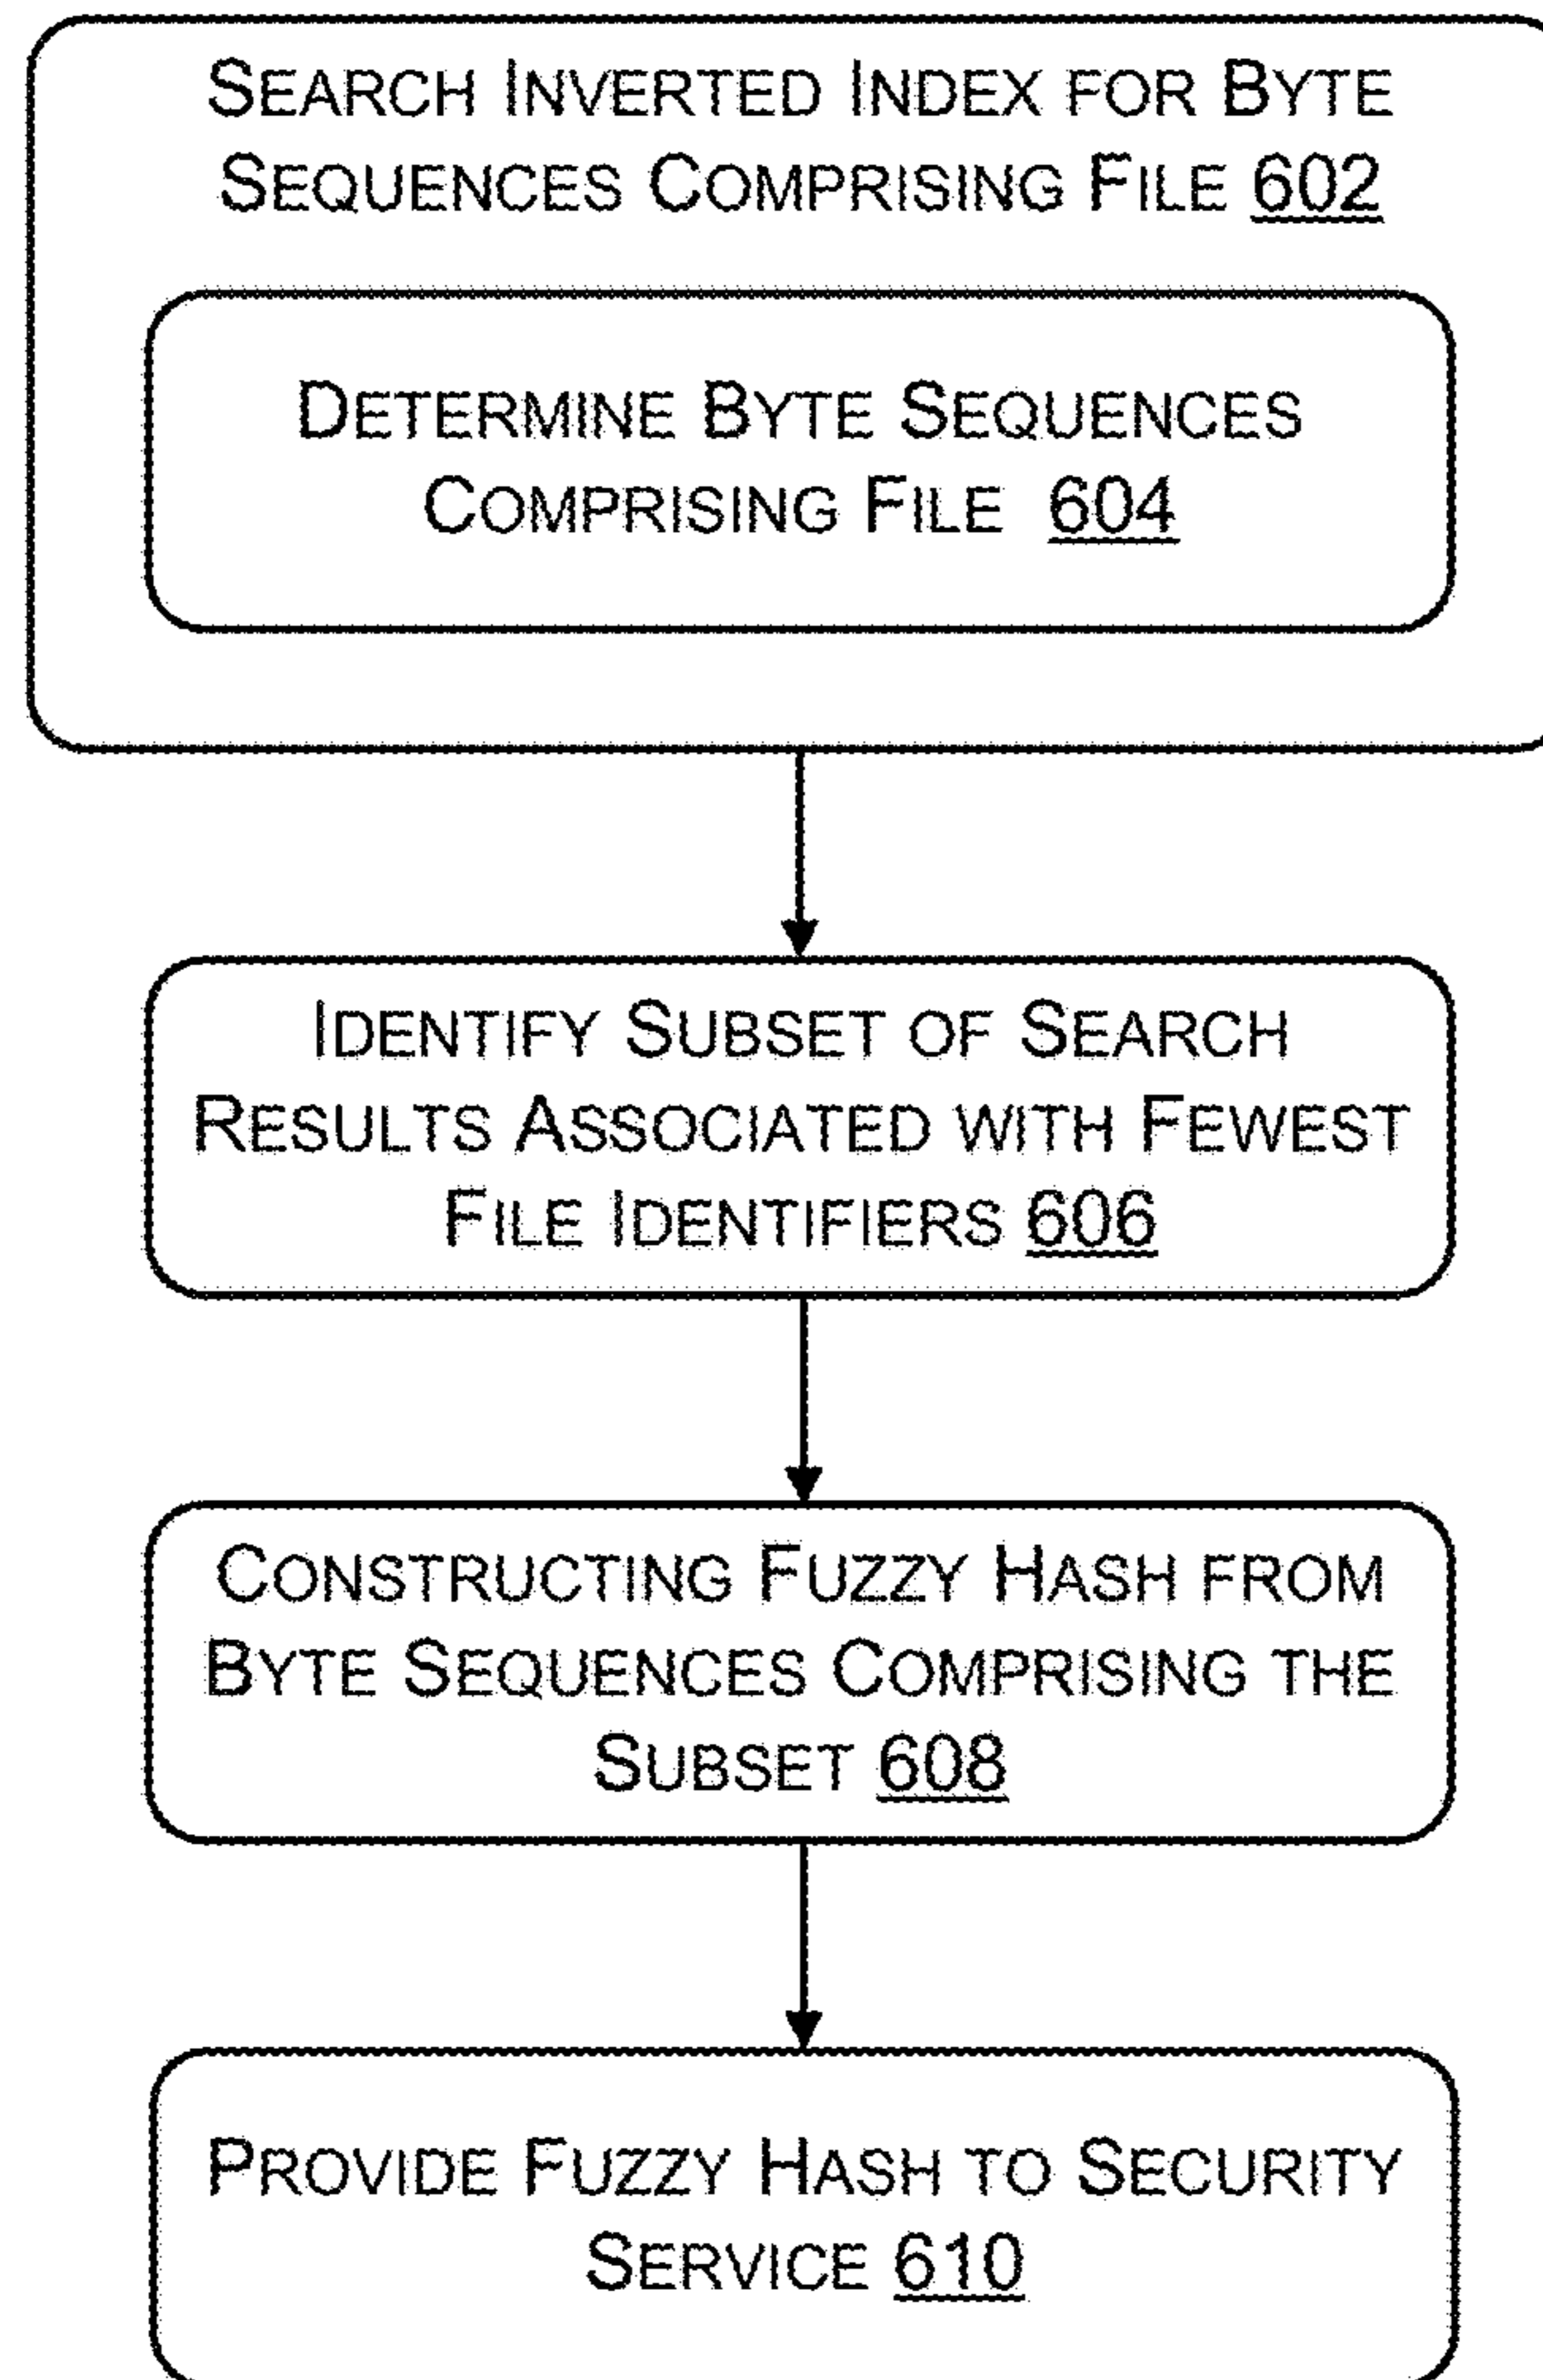 SEARCH INVERTED INDEX FOR BYTE
SEQUENCES COMPRISING FILE 602
DETERMINE BYTE SEQUENCES
COMPRISING FILE 604
IDENTIFY SUBSET OF SEARCH
RESULTS ASSOCIATED WITH FEWEST
FILE IDENTIFIERS 606
CONSTRUCTING FUZZY HASH FROM
BYTE SEQUENCES COMPRISING THE
SUBSET 608
PROVIDE FUZZY HASH TO SECURITY
SERVICE 610